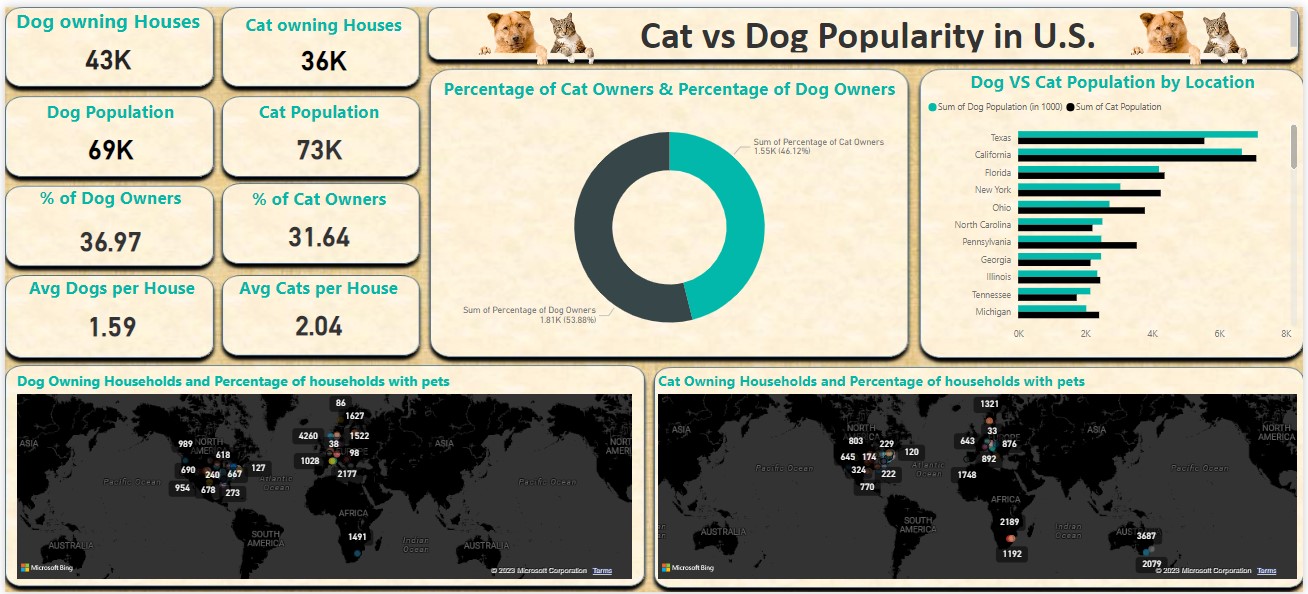 Dog owning Houses
43K
Cat owning Houses
36K
Cat vs Dog Popularity in U.S.
Dog Population
69K
Cat Population
73K
% of Dog Owners
36.97
% of Cat Owners
31.64
Avg Dogs per House
1.59
Avg Cats per House
2.04
Percentage of Cat Owners & Percentage of Dog Owners
Sum of Percentage of Cat Owners
1.55K (46.12%)
Sum of Percentage of Dog Owners
1.81K (53.88%)
Dog VS Cat Population by Location
Sum of Dog Population (in 1000) Sum of Cat Population
Texas
California
Florida
New York
Ohio
North Carolina
Pennsylvania
Georgia
Illinois
Tennessee
Michigan
0K 2K 4K 6K 8K
Dog Owning Households and Percentage of households with pets
86
1627
4260
1522
38
98
1028
2177
989
618
690
240
667
127
954
678
273
1491
ASIA
NORTH
Pacific Ocean
Atlantic
Ocean
AFRICA
ASIA
Pacific Ocean
NORT
AMERICA
SOUTH
AMERICA
Indian
Ocean
AUSTRALIA
AUSTRALIA
Microsoft Bing
© 2023 Microsoft Corporation Terms
Cat Owning Households and Percentage of households with pets
1321
33
643
876
892
803
229
645
174
120
324
222
770
1748
2189
1192
3687
2079
ASIA
Pacific Ocean
Atlantic
Ocean
AFRICA
ASIA
Pacific Ocean
NORTH
AMERICA
SOUTH
AMERICA
Indian
Ocean
AUSTRALIA
AUSTRALIA
Microsoft Bing
© 2023 Microsoft Corporation Terms